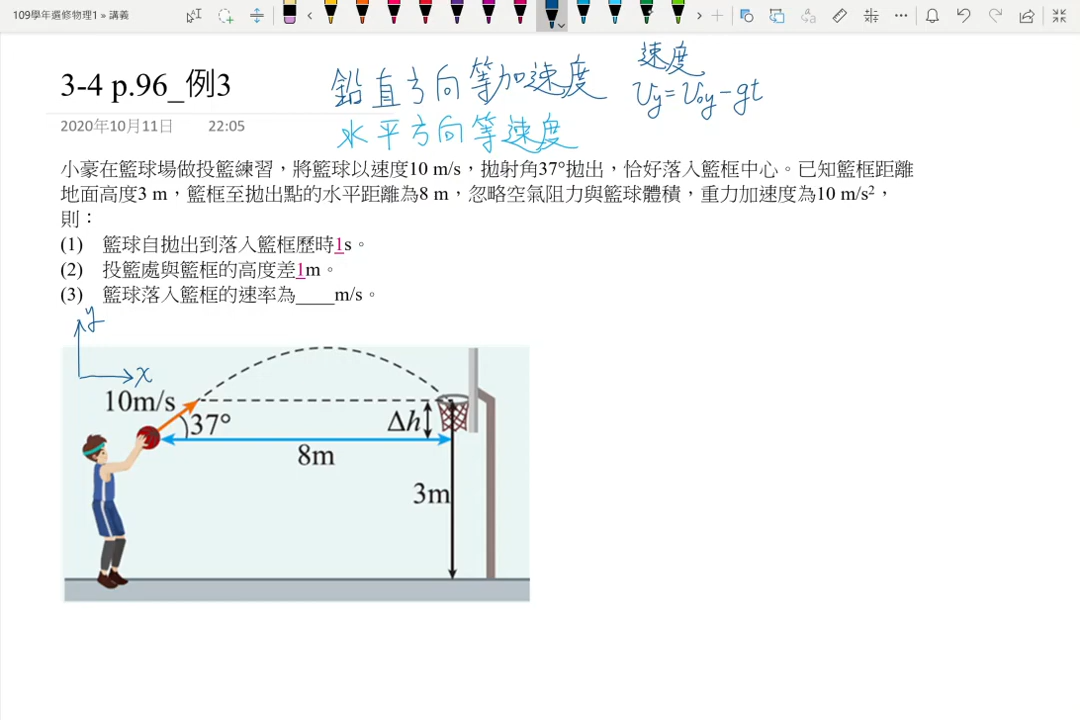 109學年選修物理1 » 講義
3-4 p.96_例3
2020年10月11日 22:05
鉛直方向等加速度
水平方向等速度
速度
Vy=V0y-gt
小豪在籃球場做投籃練習，將籃球以速度10 m/s，拋射角37°拋出，恰好落入籃框中心。已知籃框距離
地面高度3 m，籃框至拋出點的水平距離為8 m，忽略空氣阻力與籃球體積，重力加速度為10 m/s²，
則：
(1) 籃球自拋出到落入籃框歷時1s。
(2) 投籃處與籃框的高度差1m。
(3) 籃球落入籃框的速率為____m/s。
y
x
10m/s
37°
Δh
8m
3m